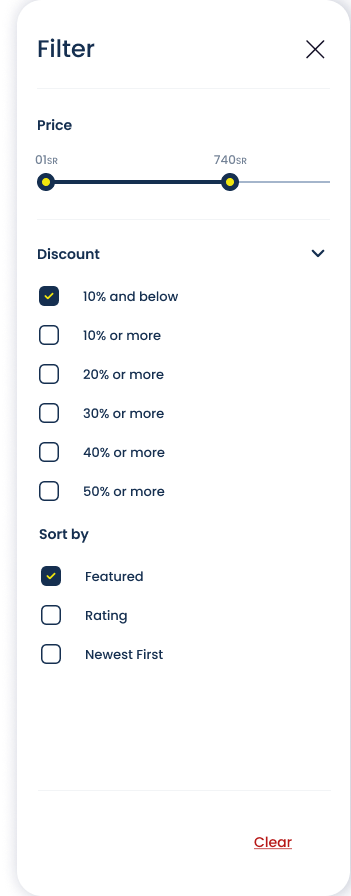 Filter
Price
01SR 740SR
Discount
10% and below
10% or more
20% or more
30% or more
40% or more
50% or more
Sort by
Featured
Rating
Newest First
Clear